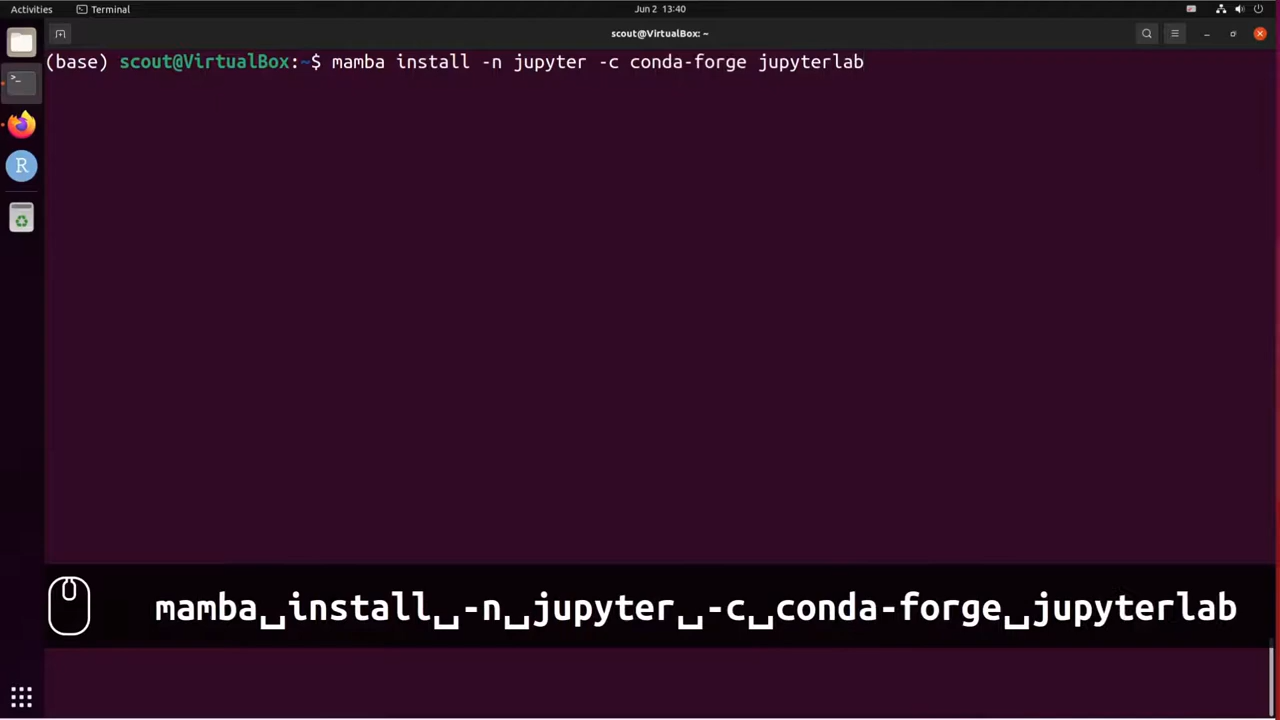 Activities
Terminal
Jun 2 13:40
scout@VirtualBox: ~
(base) scout@VirtualBox:~$ mamba install -n jupyter -c conda-forge jupyterlab
>_
R
mamba␣install␣-n␣jupyter␣-c␣conda-forge␣jupyterlab